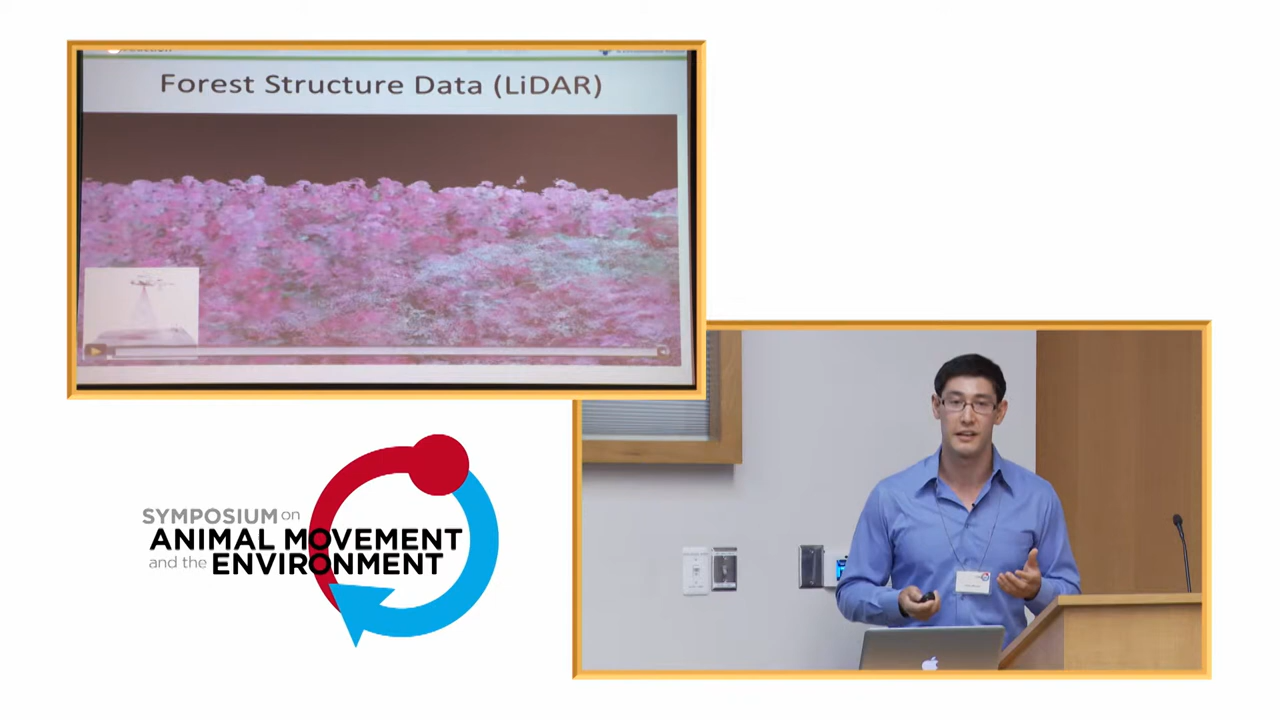 Forest Structure Data (LiDAR)
SYMPOSIUM on
ANIMAL MOVEMENT
and the ENVIRONMENT